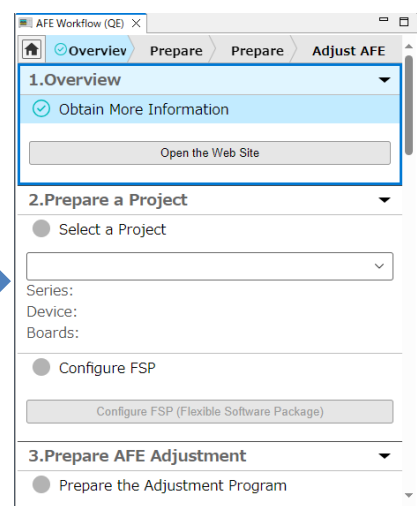 AFE Workflow (QE)
Overview Prepare Prepare Adjust AFE
1.Overview
Obtain More Information
Open the Web Site
2.Prepare a Project
Select a Project
Series:
Device:
Boards:
Configure FSP
Configure FSP (Flexible Software Package)
3.Prepare AFE Adjustment
Prepare the Adjustment Program